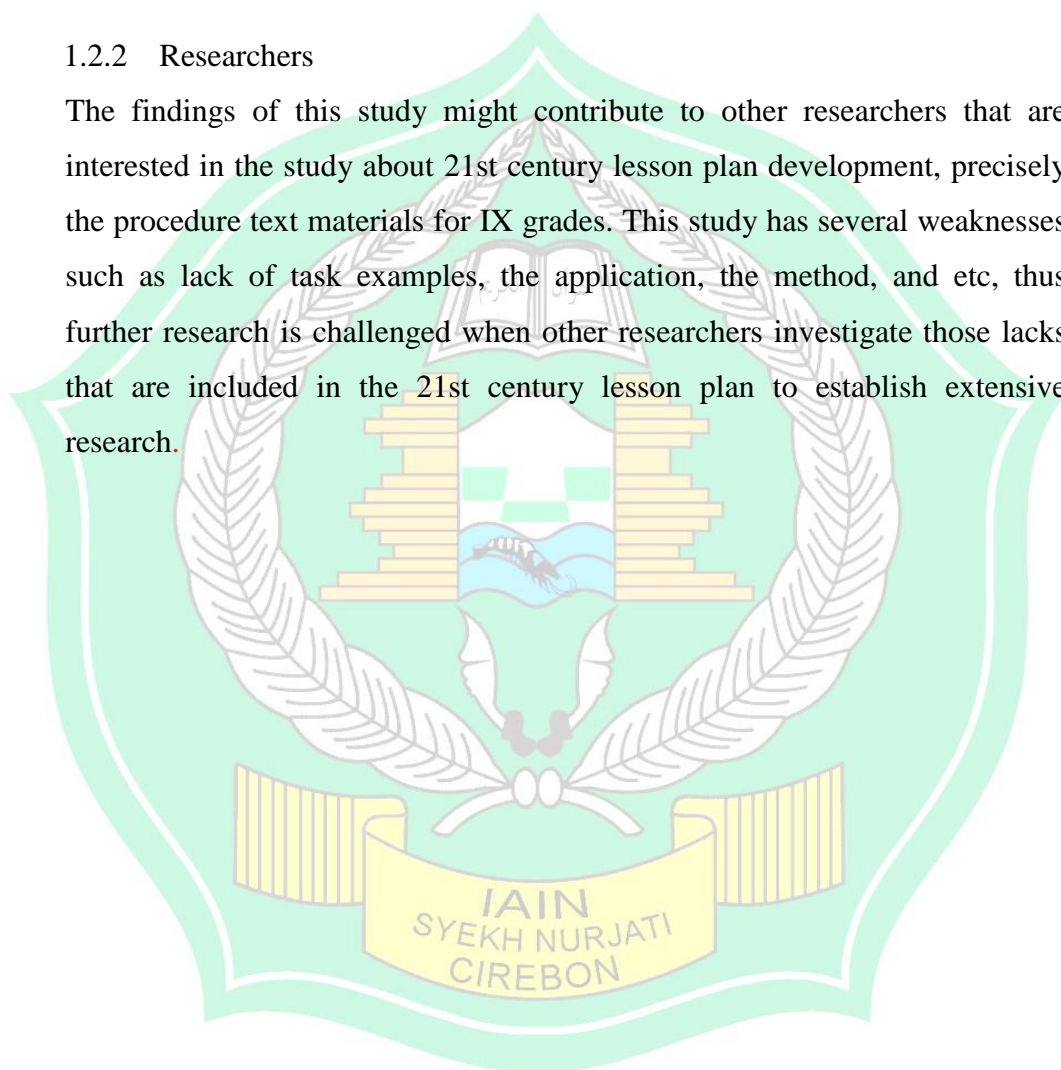 1.2.2 Researchers
The findings of this study might contribute to other researchers that are
interested in the study about 21st century lesson plan development, precisely
the procedure text materials for IX grades. This study has several weaknesses
such as lack of task examples, the application, the method, and etc, thus
further research is challenged when other researchers investigate those lacks
that are included in the 21st century lesson plan to establish extensive
research.
IAIN
SYEKH NURJATI
CIREBON